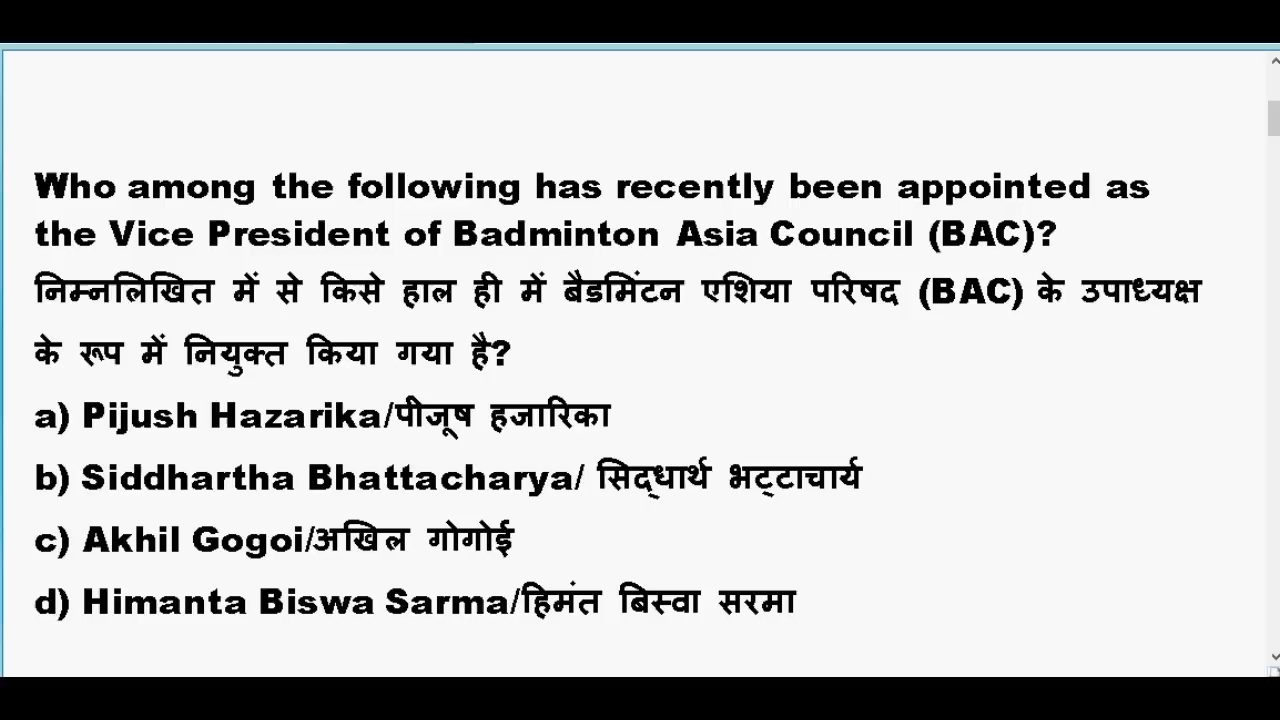 Who among the following has recently been appointed as
the Vice President of Badminton Asia Council (BAC)?
निम्नलिखित में से किसे हाल ही में बैडमिंटन एशिया परिषद (BAC) के उपाध्यक्ष
के रूप में नियुक्त किया गया है?
a) Pijush Hazarika/पीजूष हजारिका
b) Siddhartha Bhattacharya/ सिद्धार्थ भट्टाचार्य
c) Akhil Gogoi/अखिल गोगोई
d) Himanta Biswa Sarma/हिमंत बिस्वा सरमा